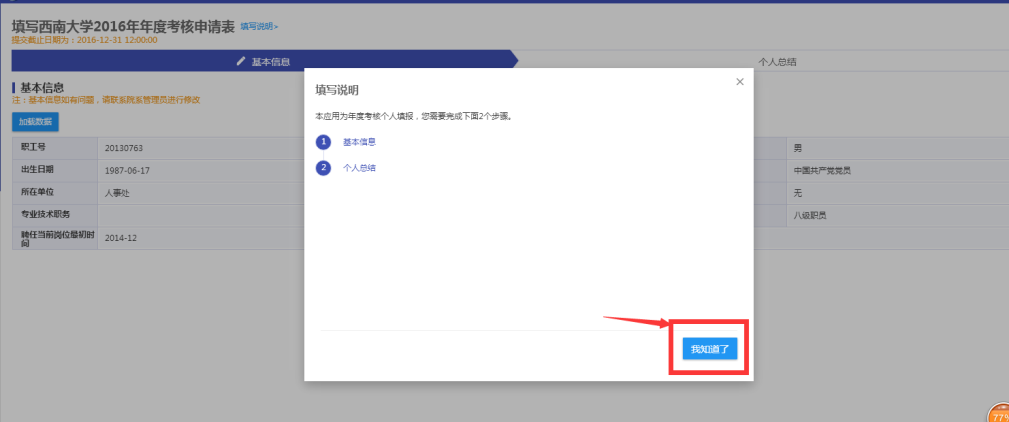 填写西南大学2016年年度考核申请表 填写说明>
提交截止日期为：2016-12-31 12:00:00
基本信息
个人总结
基本信息
注：基本信息如有问题，请联系院系管理员进行修改
加载数据
职工号 20130763 男
出生日期 1987-06-17 中国共产党党员
所在单位 人事处 无
专业技术职务 八级职员
聘任当前岗位最初时
间 2014-12
填写说明 ×
本应用为年度考核个人填报，您需要完成下面2个步骤。
1 基本信息
2 个人总结
我知道了
77%